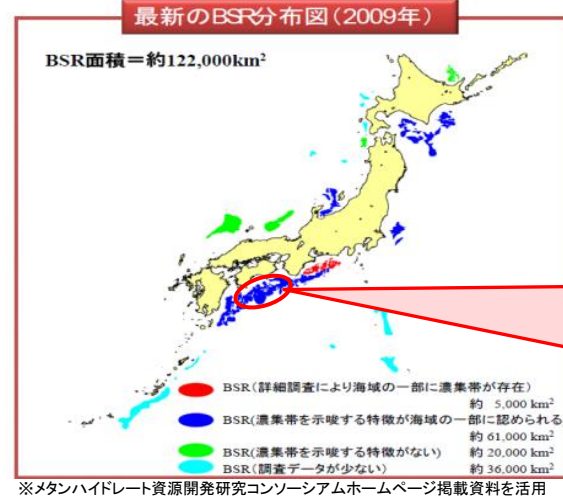 最新のBSR分布図(2009年)
BSR面積＝約122,000km²
BSR(詳細調査により海域の一部に濃集帯が存在)
約 5,000 km²
BSR(濃集帯を示唆する特徴が海域の一部に認められる
約 61,000 km²
BSR(濃集帯を示唆する特徴がない) 約 20,000 km²
BSR(調査データが少ない) 約 36,000 km²
※メタンハイドレート資源開発研究コンソーシアムホームページ掲載資料を活用